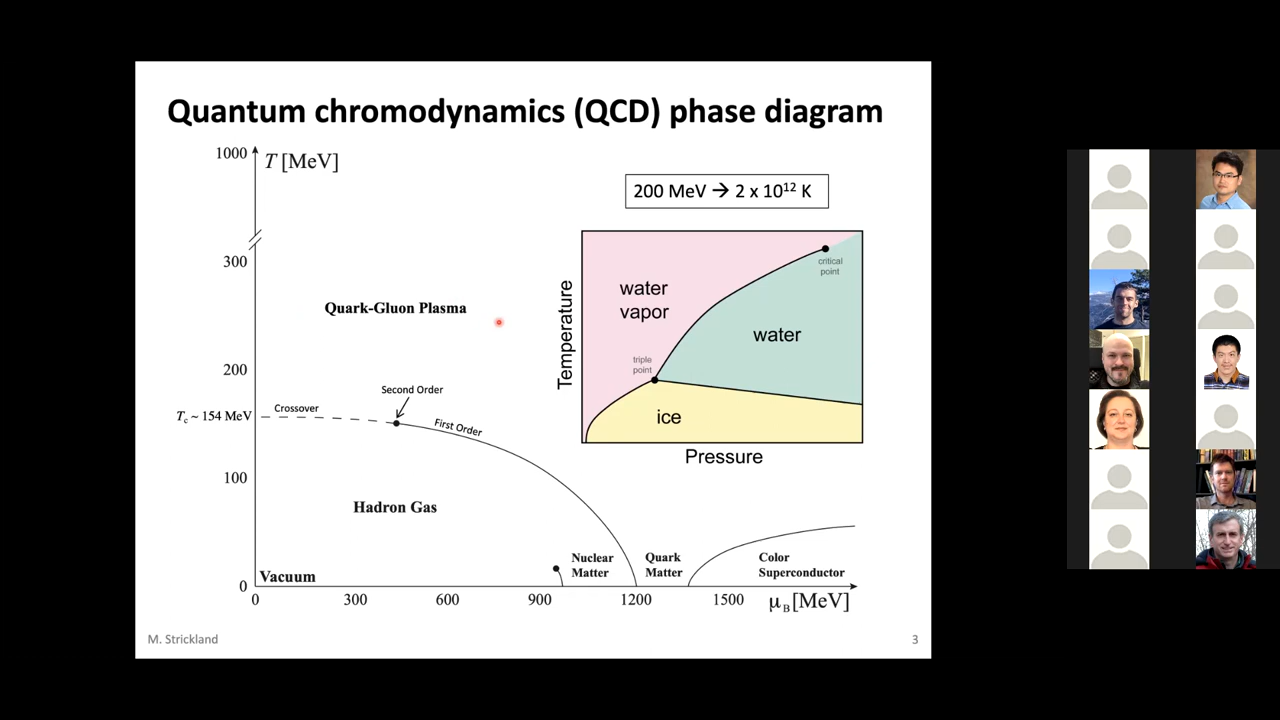 Quantum chromodynamics (QCD) phase diagram
1000
T [MeV]
200 MeV → 2 x 10¹² K
300
critical
point
water
vapor
Quark-Gluon Plasma
Temperature
water
triple
point
200
Second Order
Crossover
T_c ~ 154 MeV
First Order
ice
Pressure
100
Hadron Gas
Nuclear
Matter
Quark
Matter
Color
Superconductor
Vacuum
0
0
300
600
900
1200
1500
μ_B [MeV]
M. Strickland
3